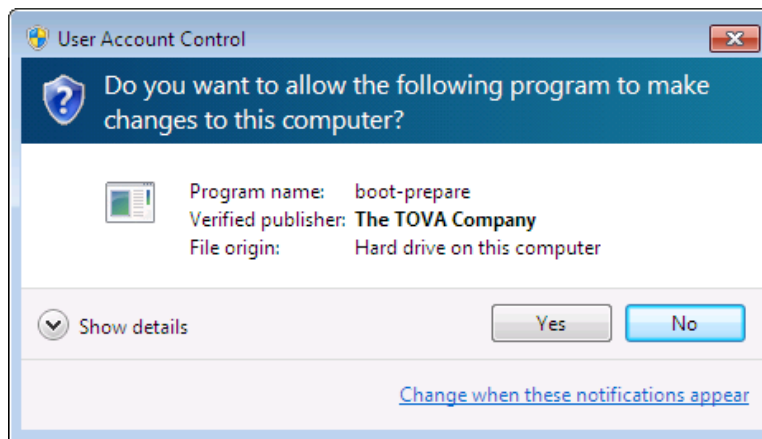 User Account Control
Do you want to allow the following program to make
changes to this computer?
Program name: boot-prepare
Verified publisher: The TOVA Company
File origin: Hard drive on this computer
Show details
Yes
No
Change when these notifications appear